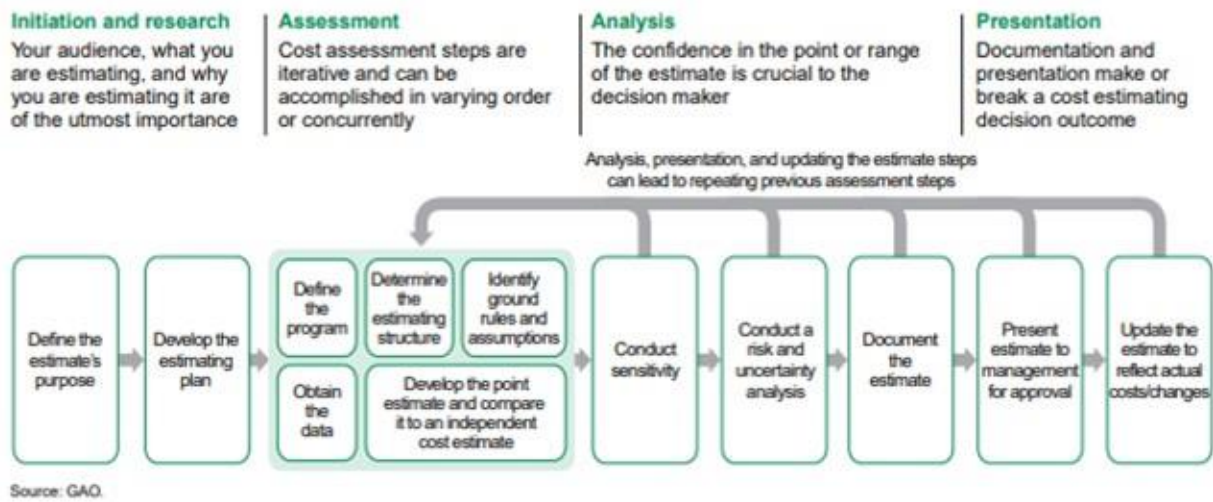 Initiation and research
Your audience, what you
are estimating, and why
you are estimating it are
of the utmost importance
Assessment
Cost assessment steps are
iterative and can be
accomplished in varying order
or concurrently
Analysis
The confidence in the point or range
of the estimate is crucial to the
decision maker
Presentation
Documentation and
presentation make or
break a cost estimating
decision outcome
Analysis, presentation, and updating the estimate steps
can lead to repeating previous assessment steps
Define the
estimate's
purpose
Develop the
estimating
plan
Define
the
program
Determine
the
estimating
structure
Identify
ground
rules and
assumptions
Obtain
the
data
Develop the point
estimate and compare
it to an independent
cost estimate
Conduct
sensitivity
Conduct a
risk and
uncertainty
analysis
Document
the
estimate
Present
estimate to
management
for approval
Update the
estimate to
reflect actual
costs/changes
Source: GAO.